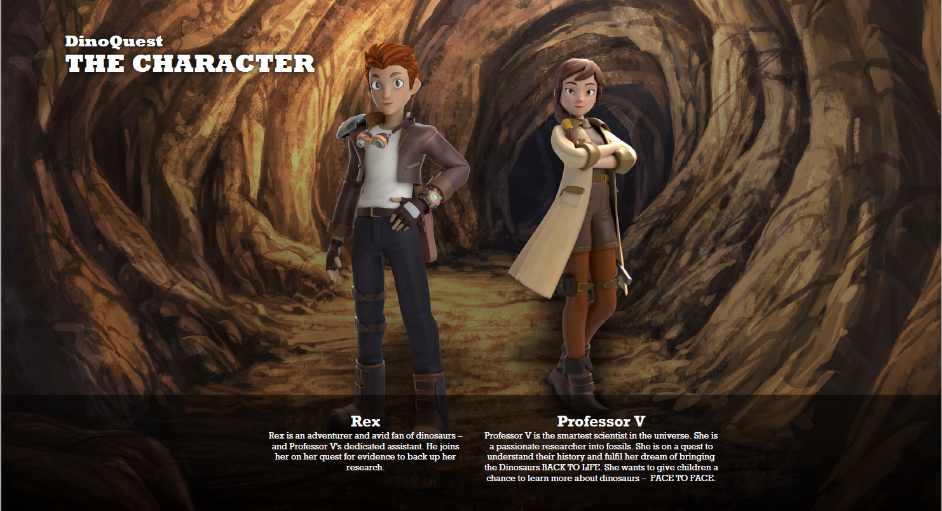 DinoQuest
THE CHARACTER
Rex
Rex is an adventurer and avid fan of dinosaurs –
and Professor V's dedicated assistant. He joins
her on her quest for evidence to back up her
research.
Professor V
Professor V is the smartest scientist in the universe. She is
a passionate researcher into fossils. She is on a quest to
understand their history and fulfil her dream of bringing
the Dinosaurs BACK TO LIFE. She wants to give children a
chance to learn more about dinosaurs – FACE TO FACE.